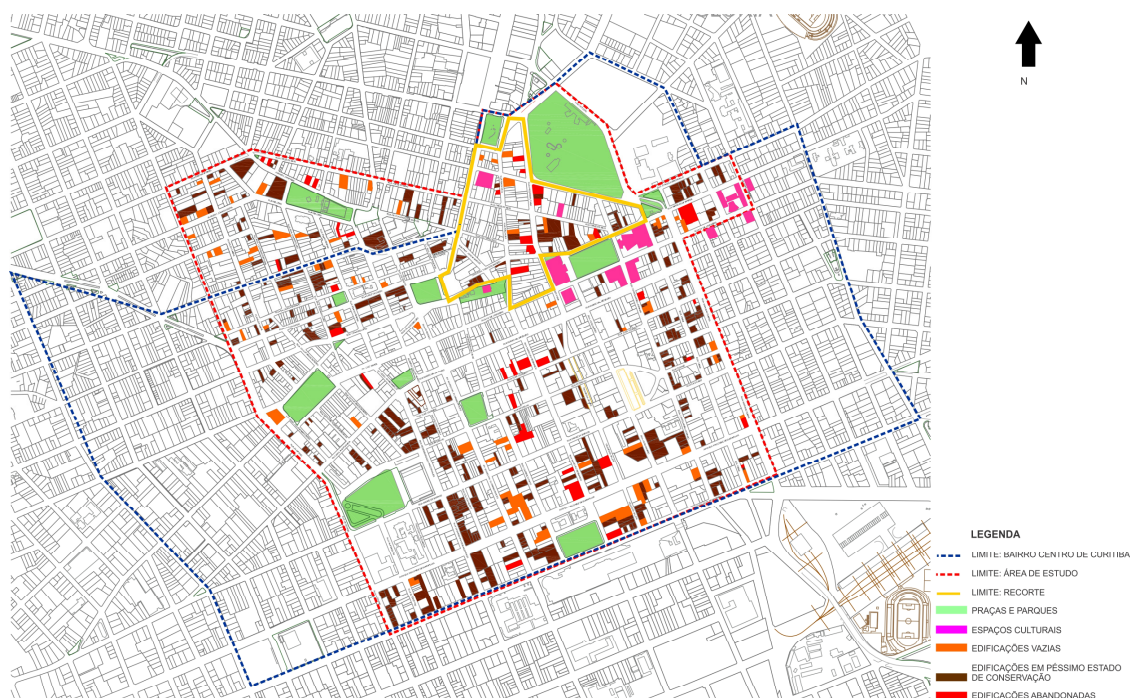 N
LEGENDA
LIMITE: BAIRRO CENTRO DE CURITIBA
LIMITE: ÁREA DE ESTUDO
LIMITE: RECORTE
PRAÇAS E PARQUES
ESPAÇOS CULTURAIS
EDIFICAÇÕES VAZIAS
EDIFICAÇÕES EM PÉSSIMO ESTADO
DE CONSERVAÇÃO
EDIFICAÇÕES ABANDONADAS